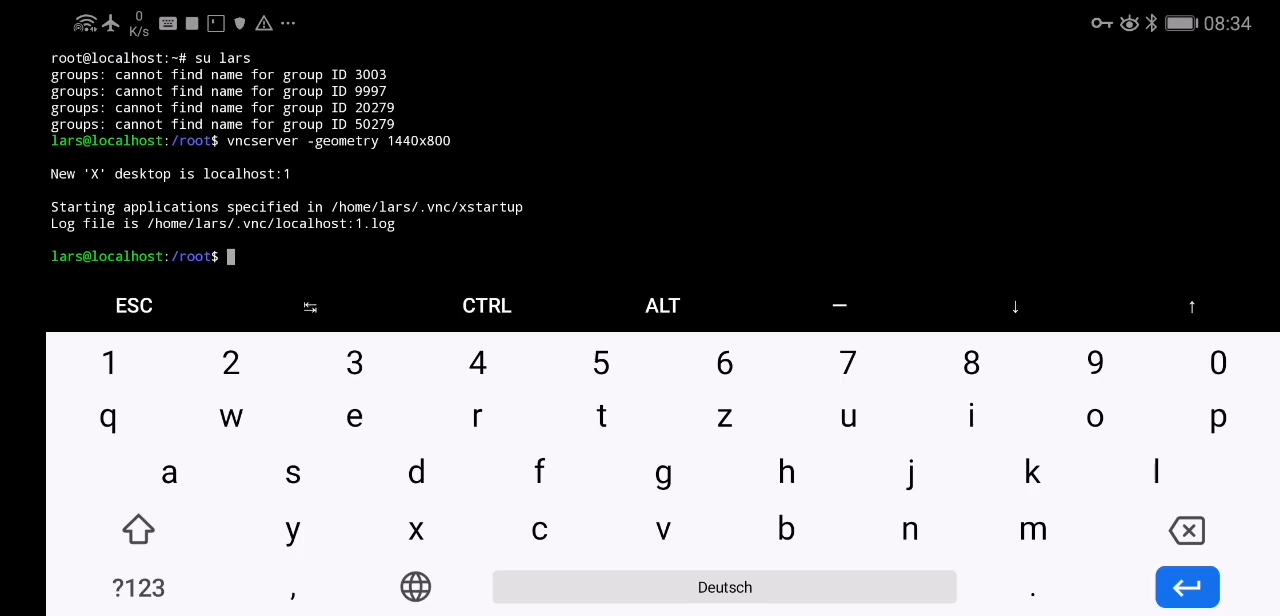 0
K/s
08:34
root@localhost:~# su lars
groups: cannot find name for group ID 3003
groups: cannot find name for group ID 9997
groups: cannot find name for group ID 20279
groups: cannot find name for group ID 50279
lars@localhost:/root$ vncserver -geometry 1440x800
New 'X' desktop is localhost:1
Starting applications specified in /home/lars/.vnc/xstartup
Log file is /home/lars/.vnc/localhost:1.log
lars@localhost:/root$
ESC ↹ CTRL ALT — ↓ ↑
1 2 3 4 5 6 7 8 9 0
q w e r t z u i o p
a s d f g h j k l
y x c v b n m
?123 , Deutsch .